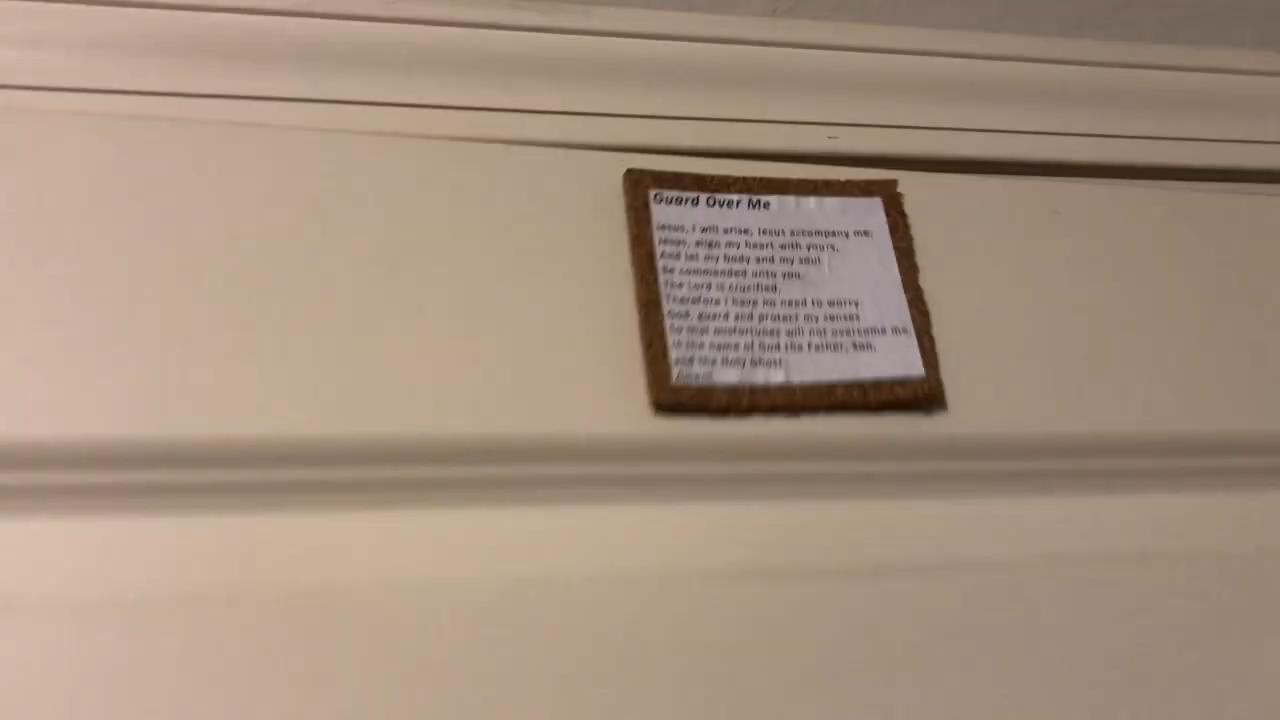 Guard Over Me
Jesus, I will arise; Jesus accompany me;
Jesus, align my heart with yours,
And let my body and my soul
Be commended unto you.
The Lord is crucified.
Therefore I have no need to worry.
God, guard and protect my senses
So that misfortunes will not overcome me
In the name of God the Father, Son,
and the Holy Ghost.
Amen.